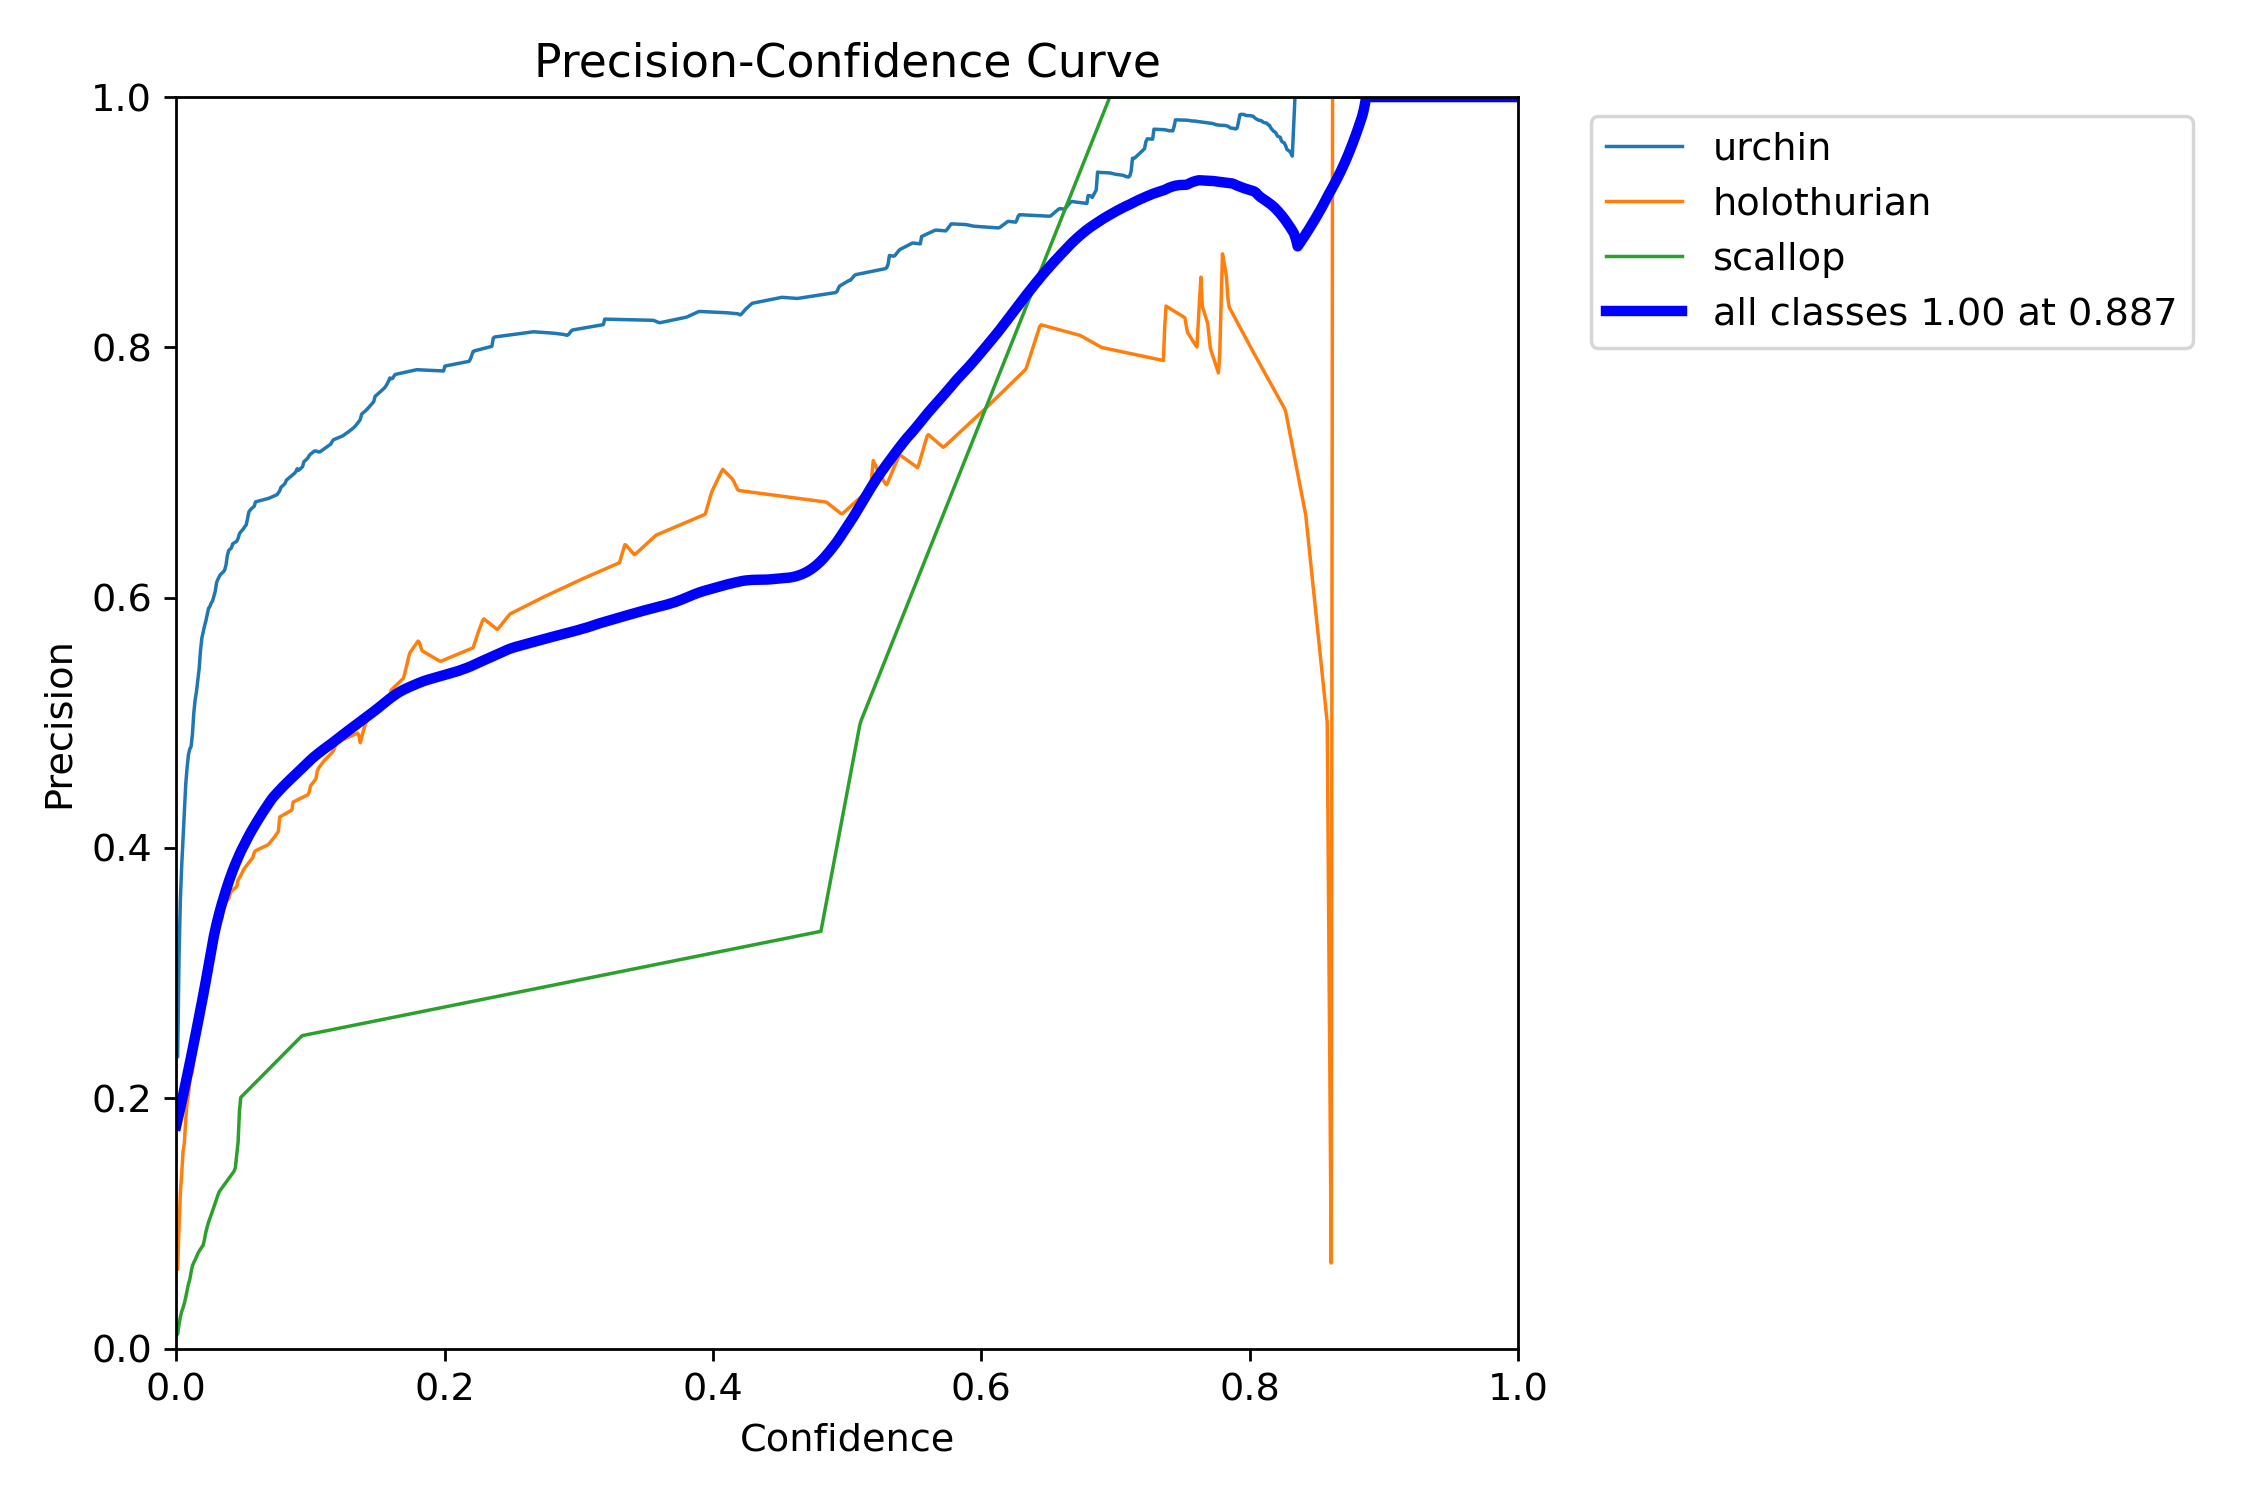 Precision-Confidence Curve
1.0
0.8
0.6
0.4
0.2
0.0
Precision
0.0 0.2 0.4 0.6 0.8 1.0
Confidence
urchin
holothurian
scallop
all classes 1.00 at 0.887